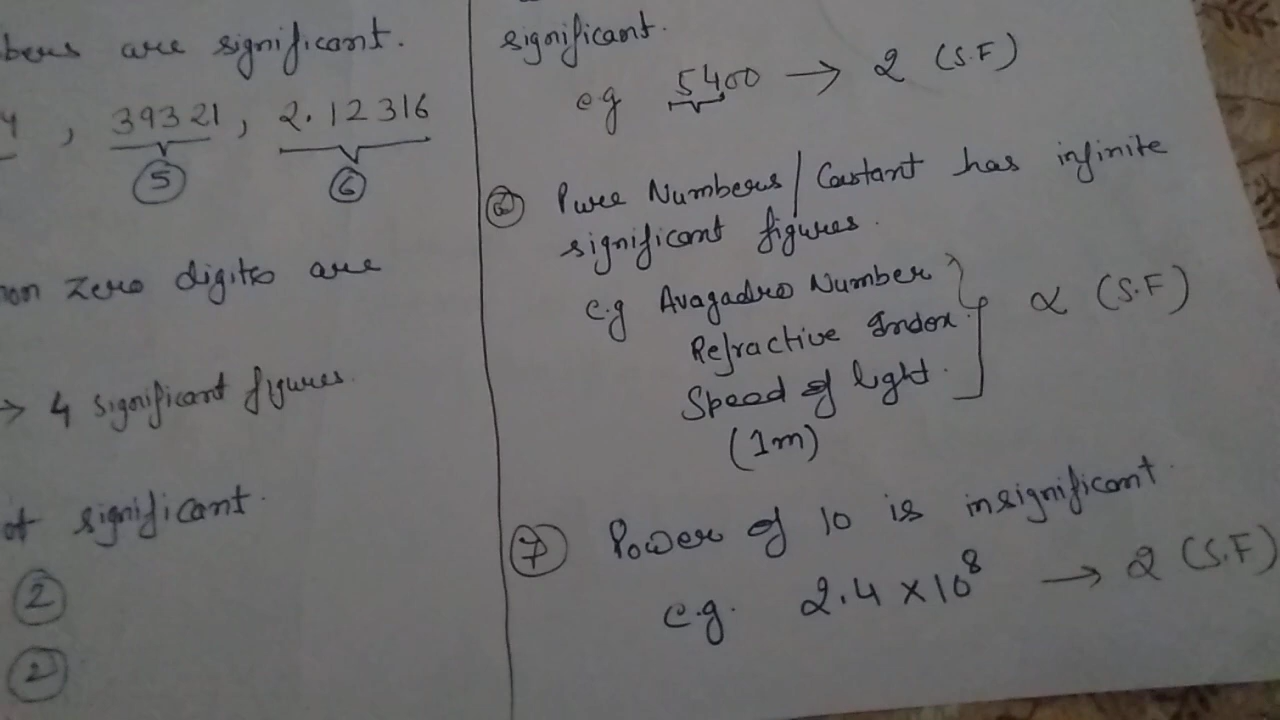 bers are significant.
4, 39321, 2.12316
5 6
non zero digits are
→ 4 significant figures.
ot significant.
2
2
significant.
eg 5400 → 2 (S.F)
6 Pure Numbers/Constant has infinite
significant figures.
e.g Avagadro Number
Refractive Index.
Speed of light.
∝ (S.F)
(1m)
7 Power of 10 is insignificant.
e.g. 2.4 × 10⁸ → 2 (S.F)